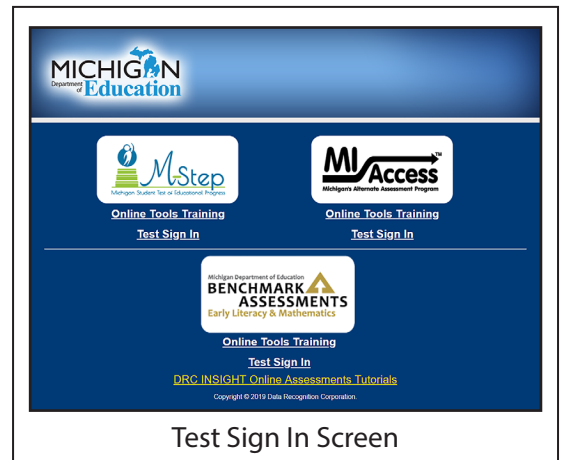 MICHIGAN
Department of Education
M-Step
Michigan Student Test of Educational Progress
Online Tools Training
Test Sign In
MI Access™
Michigan's Alternate Assessment Program
Online Tools Training
Test Sign In
Michigan Department of Education
BENCHMARK
ASSESSMENTS
Early Literacy & Mathematics
Online Tools Training
Test Sign In
DRC INSIGHT Online Assessments Tutorials
Copyright © 2019 Data Recognition Corporation.
Test Sign In Screen